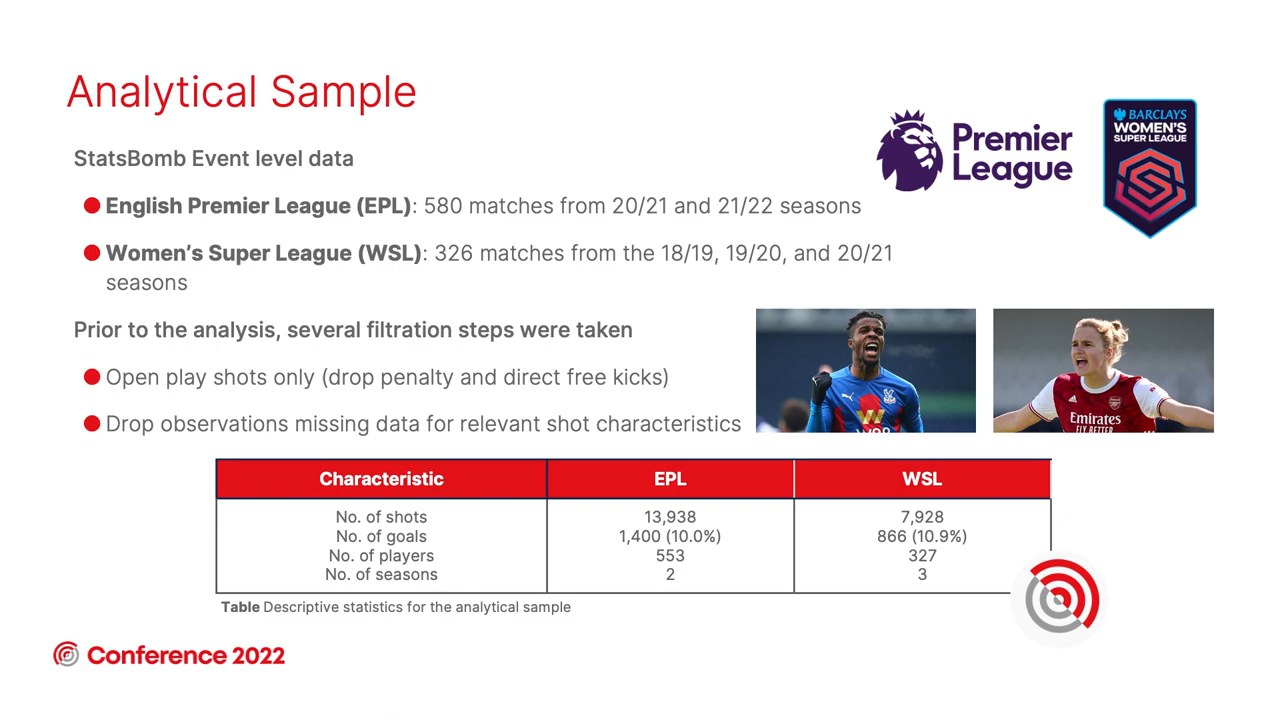 Analytical Sample
StatsBomb Event level data
English Premier League (EPL): 580 matches from 20/21 and 21/22 seasons
Women's Super League (WSL): 326 matches from the 18/19, 19/20, and 20/21
seasons
Prior to the analysis, several filtration steps were taken
Open play shots only (drop penalty and direct free kicks)
Drop observations missing data for relevant shot characteristics
Premier
League
BARCLAYS
WOMEN'S
SUPER LEAGUE
Emirates
FLY BETTER
Characteristic EPL WSL
No. of shots 13,938 7,928
No. of goals 1,400 (10.0%) 866 (10.9%)
No. of players 553 327
No. of seasons 2 3
Table Descriptive statistics for the analytical sample
Conference 2022